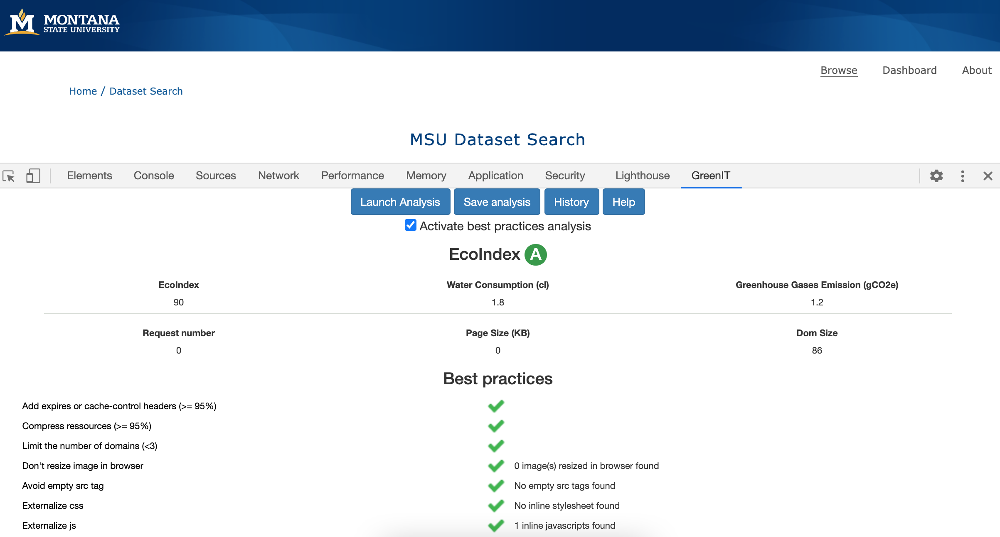 M MONTANA
STATE UNIVERSITY
Browse Dashboard About
Home / Dataset Search
MSU Dataset Search
Elements Console Sources Network Performance Memory Application Security Lighthouse GreenIT
Launch Analysis Save analysis History Help
Activate best practices analysis
EcoIndex A
EcoIndex Water Consumption (cl) Greenhouse Gases Emission (gCO2e)
90 1.8 1.2
Request number Page Size (KB) Dom Size
0 0 86
Best practices
Add expires or cache-control headers (>= 95%)
Compress ressources (>= 95%)
Limit the number of domains (<3)
Don't resize image in browser 0 image(s) resized in browser found
Avoid empty src tag No empty src tags found
Externalize css No inline stylesheet found
Externalize js 1 inline javascripts found